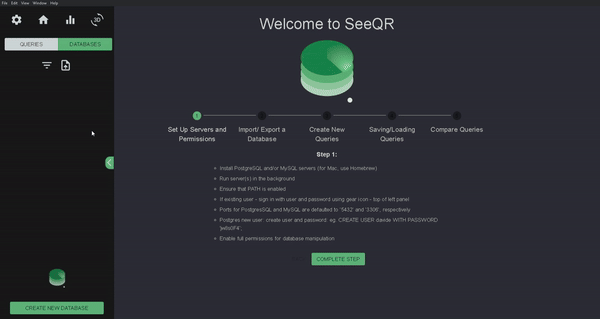 File Edit View Window Help
3D
QUERIES
DATABASES
CREATE NEW DATABASE
Welcome to SeeQR
1
Set Up Servers and
Permissions
Import/ Export a
Database
Create New
Queries
Saving/Loading
Queries
Compare Queries
Step 1:
Install PostgreSQL and/or MySQL servers (for Mac, use Homebrew)
Run server(s) in the background
Ensure that PATH is enabled
If existing user - sign in with user and password using gear icon - top of left panel
Ports for PostgresSQL and MySQL are defaulted to '5432' and '3306', respectively
Postgres new user: create user and password: eg. CREATE USER WITH PASSWORD
Enable full permissions for database manipulation
COMPLETE STEP